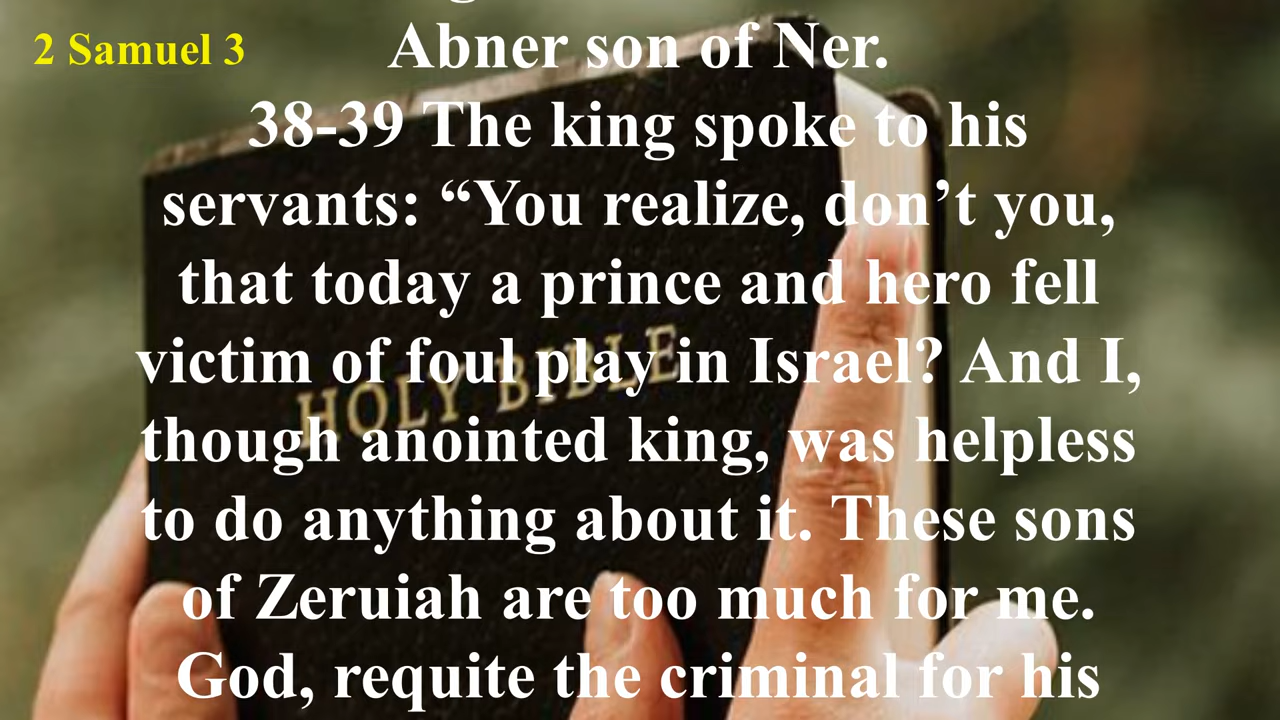 2 Samuel 3
Abner son of Ner.
38-39 The king spoke to his
servants: “You realize, don’t you,
that today a prince and hero fell
victim of foul play in Israel? And I,
though anointed king, was helpless
to do anything about it. These sons
of Zeruiah are too much for me.
God, requite the criminal for his
HOLY BIBLE